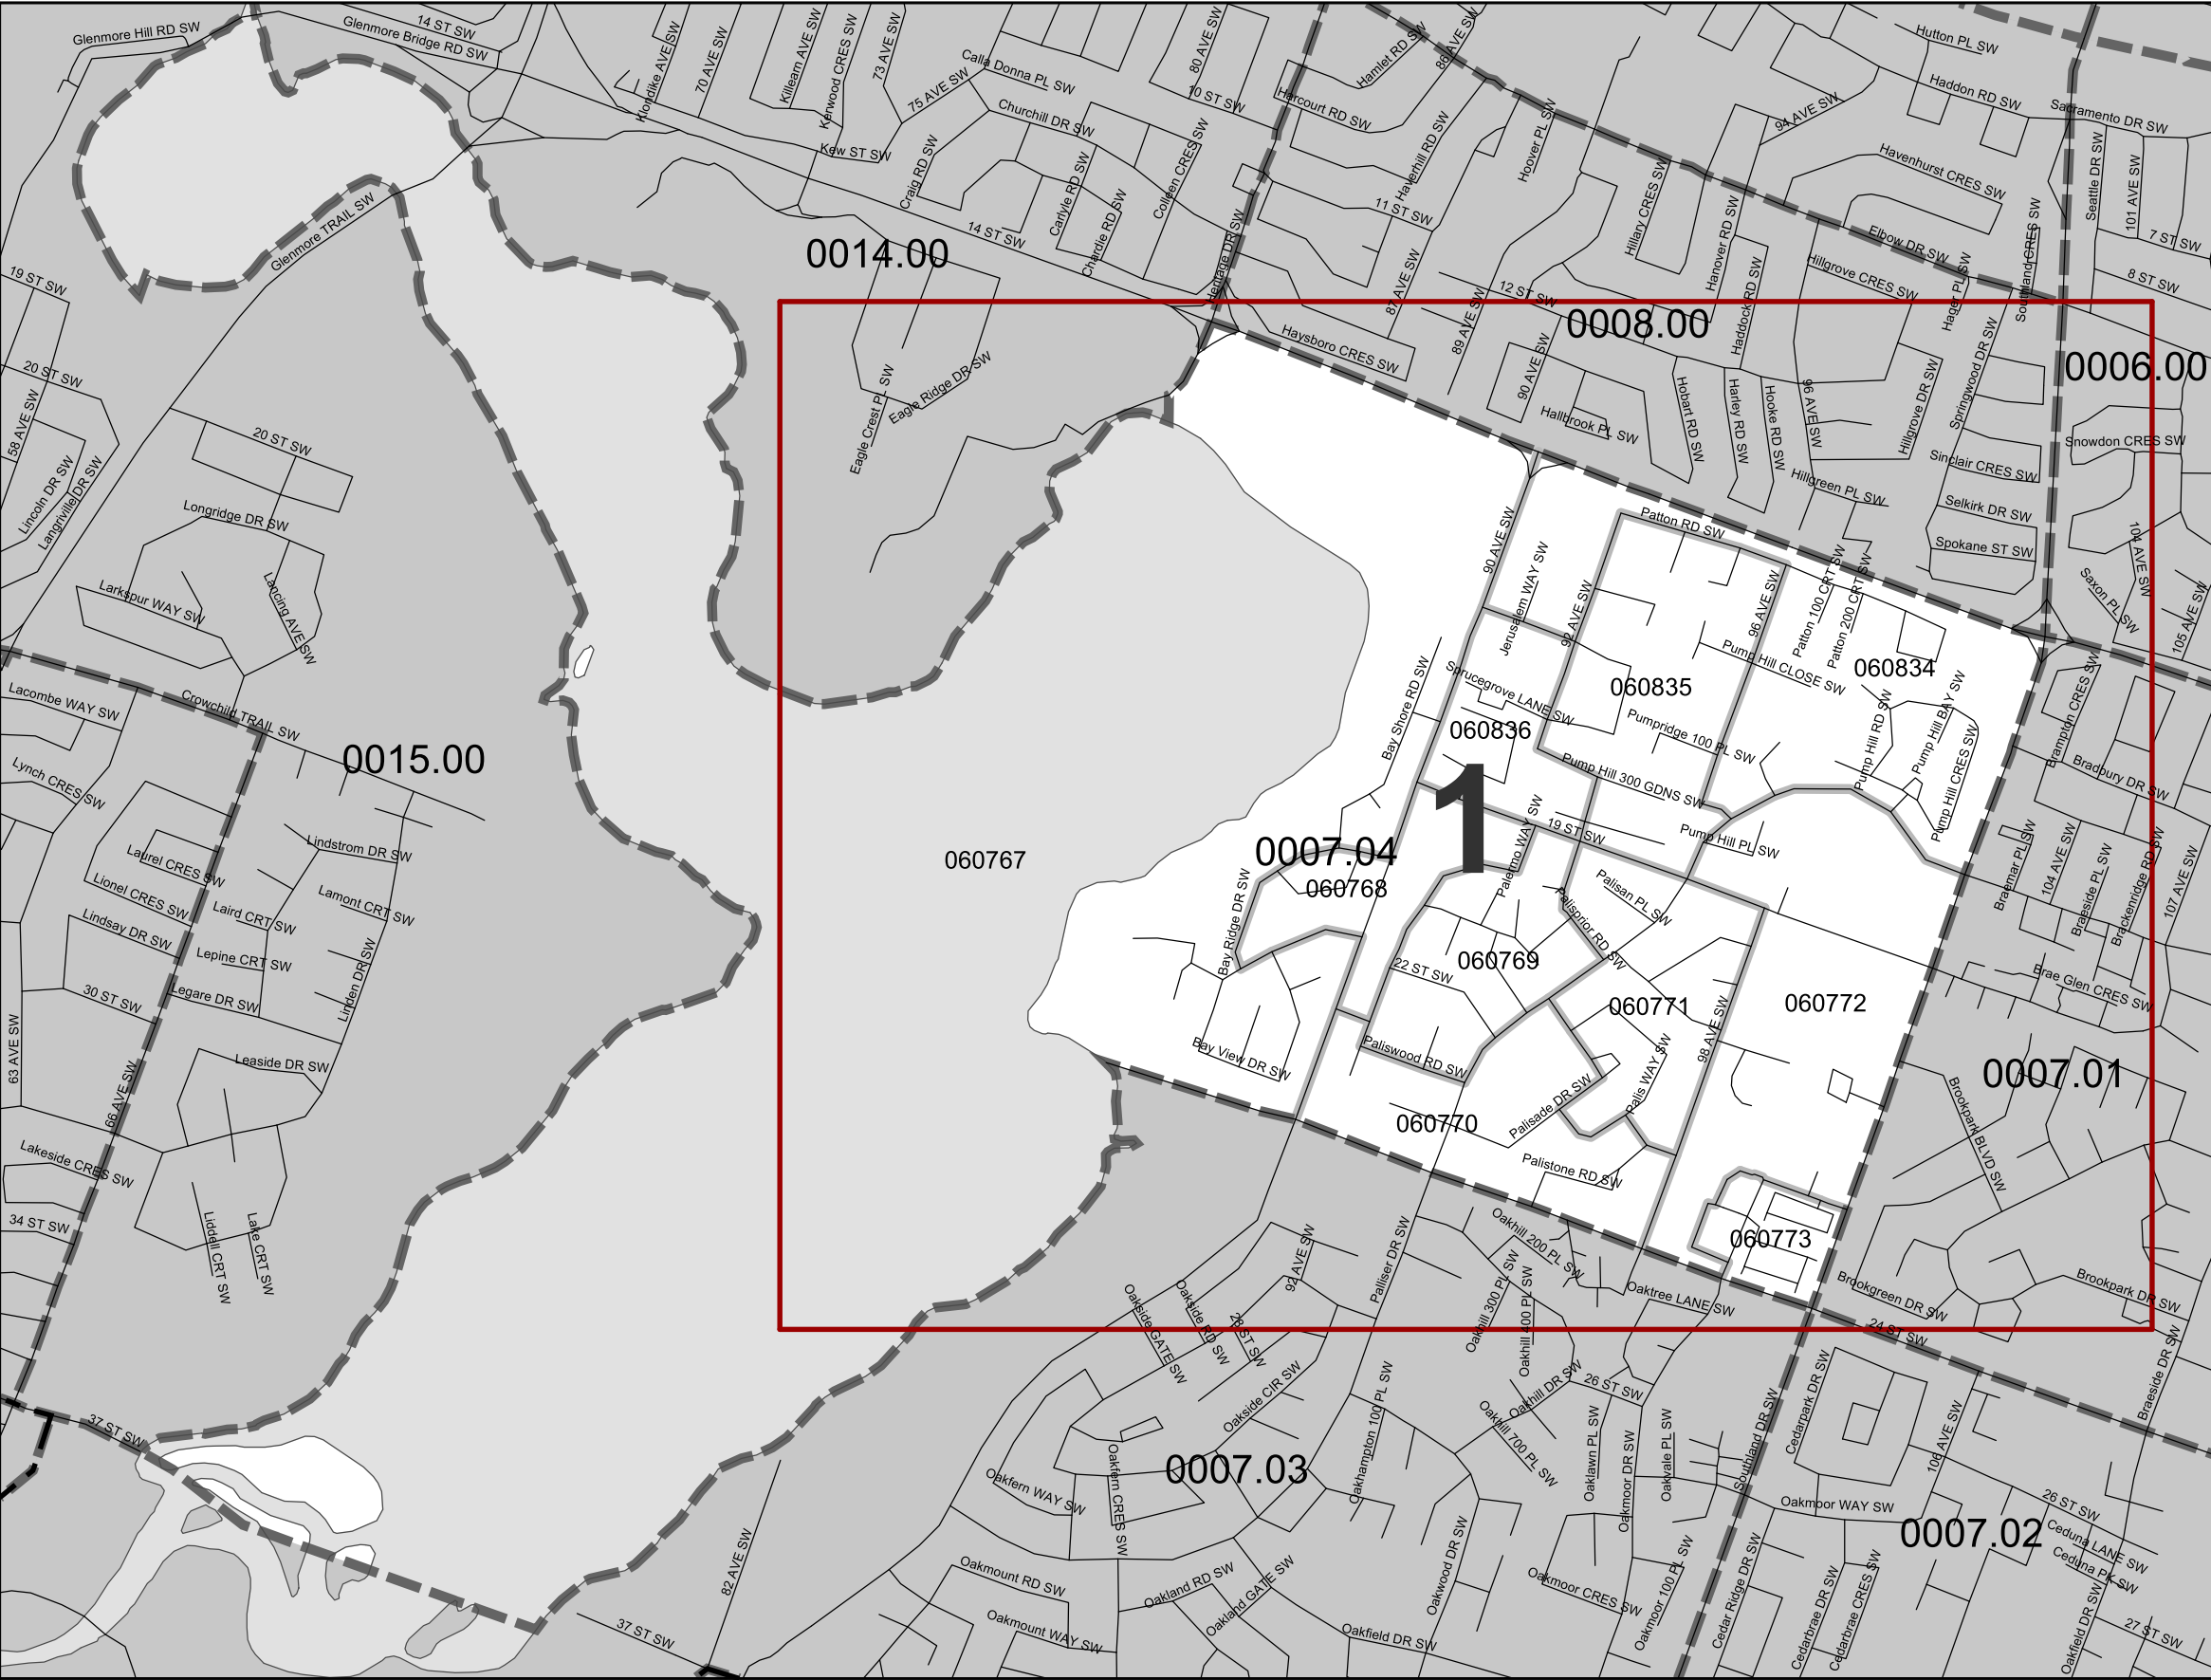 Glenmore Hill RD SW
14 ST SW
Glenmore Bridge RD SW
Klondike AVE SW
70 AVE SW
Killearn AVE SW
Kerwood CRES SW
73 AVE SW
75 AVE SW
Calla Donna PL SW
80 AVE SW
10 ST SW
Hamlet RD SW
86 AVE SW
Hutton PL SW
Haddon RD SW
Sacramento DR SW
Churchill DR SW
Harcourt RD SW
Hoover PL SW
94 AVE SW
Kew ST SW
Craig RD SW
Carlyle RD SW
Colleen CRES SW
Haverhill RD SW
Havenhurst CRES SW
Seattle DR SW
101 AVE SW
7 ST SW
8 ST SW
Glenmore TRAIL SW
Chardie RD SW
14 ST SW
Heritage DR SW
11 ST SW
Hillary CRES SW
Hanover RD SW
Elbow DR SW
Southland CRES SW
0014.00
19 ST SW
87 AVE SW
12 ST SW
Haddock RD SW
Hillgrove CRES SW
Hager PL SW
89 AVE SW
0008.00
0006.00
Haysboro CRES SW
90 AVE SW
Hallbrook PL SW
Hobart RD SW
Harley RD SW
Hooke RD SW
96 AVE SW
Hillgrove DR SW
Springwood DR SW
Snowdon CRES SW
Sinclair CRES SW
Hillgreen PL SW
Selkirk DR SW
Spokane ST SW
104 AVE SW
Saxon PL SW
105 AVE SW
20 ST SW
58 AVE SW
Eagle Crest PL SW
Eagle Ridge DR SW
20 ST SW
Lincoln DR SW
Langriville DR SW
Longridge DR SW
Larkspur WAY SW
Lancing AVE SW
90 AVE SW
Patton RD SW
Jerusalem WAY SW
92 AVE SW
96 AVE SW
Patton 100 CRT SW
Patton 200 CRT SW
Pump Hill CLOSE SW
060834
060835
Sprucegrove LANE SW
060836
Pumpridge 100 PL SW
Pump Hill RD SW
Pump Hill BAY SW
Pump Hill CRES SW
Bay Shore RD SW
Pump Hill 300 GDNS SW
Brampton CRES SW
Bradbury DR SW
Lacombe WAY SW
Crowchild TRAIL SW
0015.00
Lynch CRES SW
1
19 ST SW
Pump Hill PL SW
Palermo WAY SW
0007.04
060767
060768
Palisan PL SW
Palisprior RD SW
Braemar PL SW
104 AVE SW
Braeside PL SW
Brackenridge RD SW
107 AVE SW
Laurel CRES SW
Lindstrom DR SW
Lionel CRES SW
Lamont CRT SW
Laird CRT SW
Lindsay DR SW
Lepine CRT SW
Legare DR SW
30 ST SW
Linden DR SW
Leaside DR SW
63 AVE SW
66 AVE SW
Bay Ridge DR SW
22 ST SW
060769
060771
060772
98 AVE SW
Brae Glen CRES SW
Bay View DR SW
Paliswood RD SW
Palis WAY SW
0007.01
060770
Palisade DR SW
Brookpark BLVD SW
Palistone RD SW
060773
Lakeside CRES SW
34 ST SW
Liddell CRT SW
Lake CRT SW
Oakhill 200 PL SW
Palliser DR SW
92 AVE SW
Oakside GATE SW
Oakside RD SW
28 ST SW
Oakhill 300 PL SW
Oakhill 400 PL SW
Oaktree LANE SW
Brookgreen DR SW
Brookpark DR SW
24 ST SW
Oakside CIR SW
26 ST SW
Oakhill DR SW
Braeside DR SW
Cedarpark DR SW
37 ST SW
Oakhampton 100 PL SW
Oakhill 700 PL SW
Oaklawn PL SW
Oakmoor DR SW
Oakvale PL SW
Southland DR SW
106 AVE SW
0007.03
Oakfern WAY SW
Oakfern CRES SW
Oakmoor WAY SW
26 ST SW
0007.02
Ceduna LANE SW
Ceduna PK SW
82 AVE SW
Oakmount RD SW
Oakland RD SW
Oakland GATE SW
Oakwood DR SW
Oakmoor CRES SW
Oakmoor 100 PL SW
Cedar Ridge DR SW
Cedarbrae DR SW
Cedarbrae CRES SW
Oakfield DR SW
27 ST SW
37 ST SW
Oakmount WAY SW
Oakfield DR SW